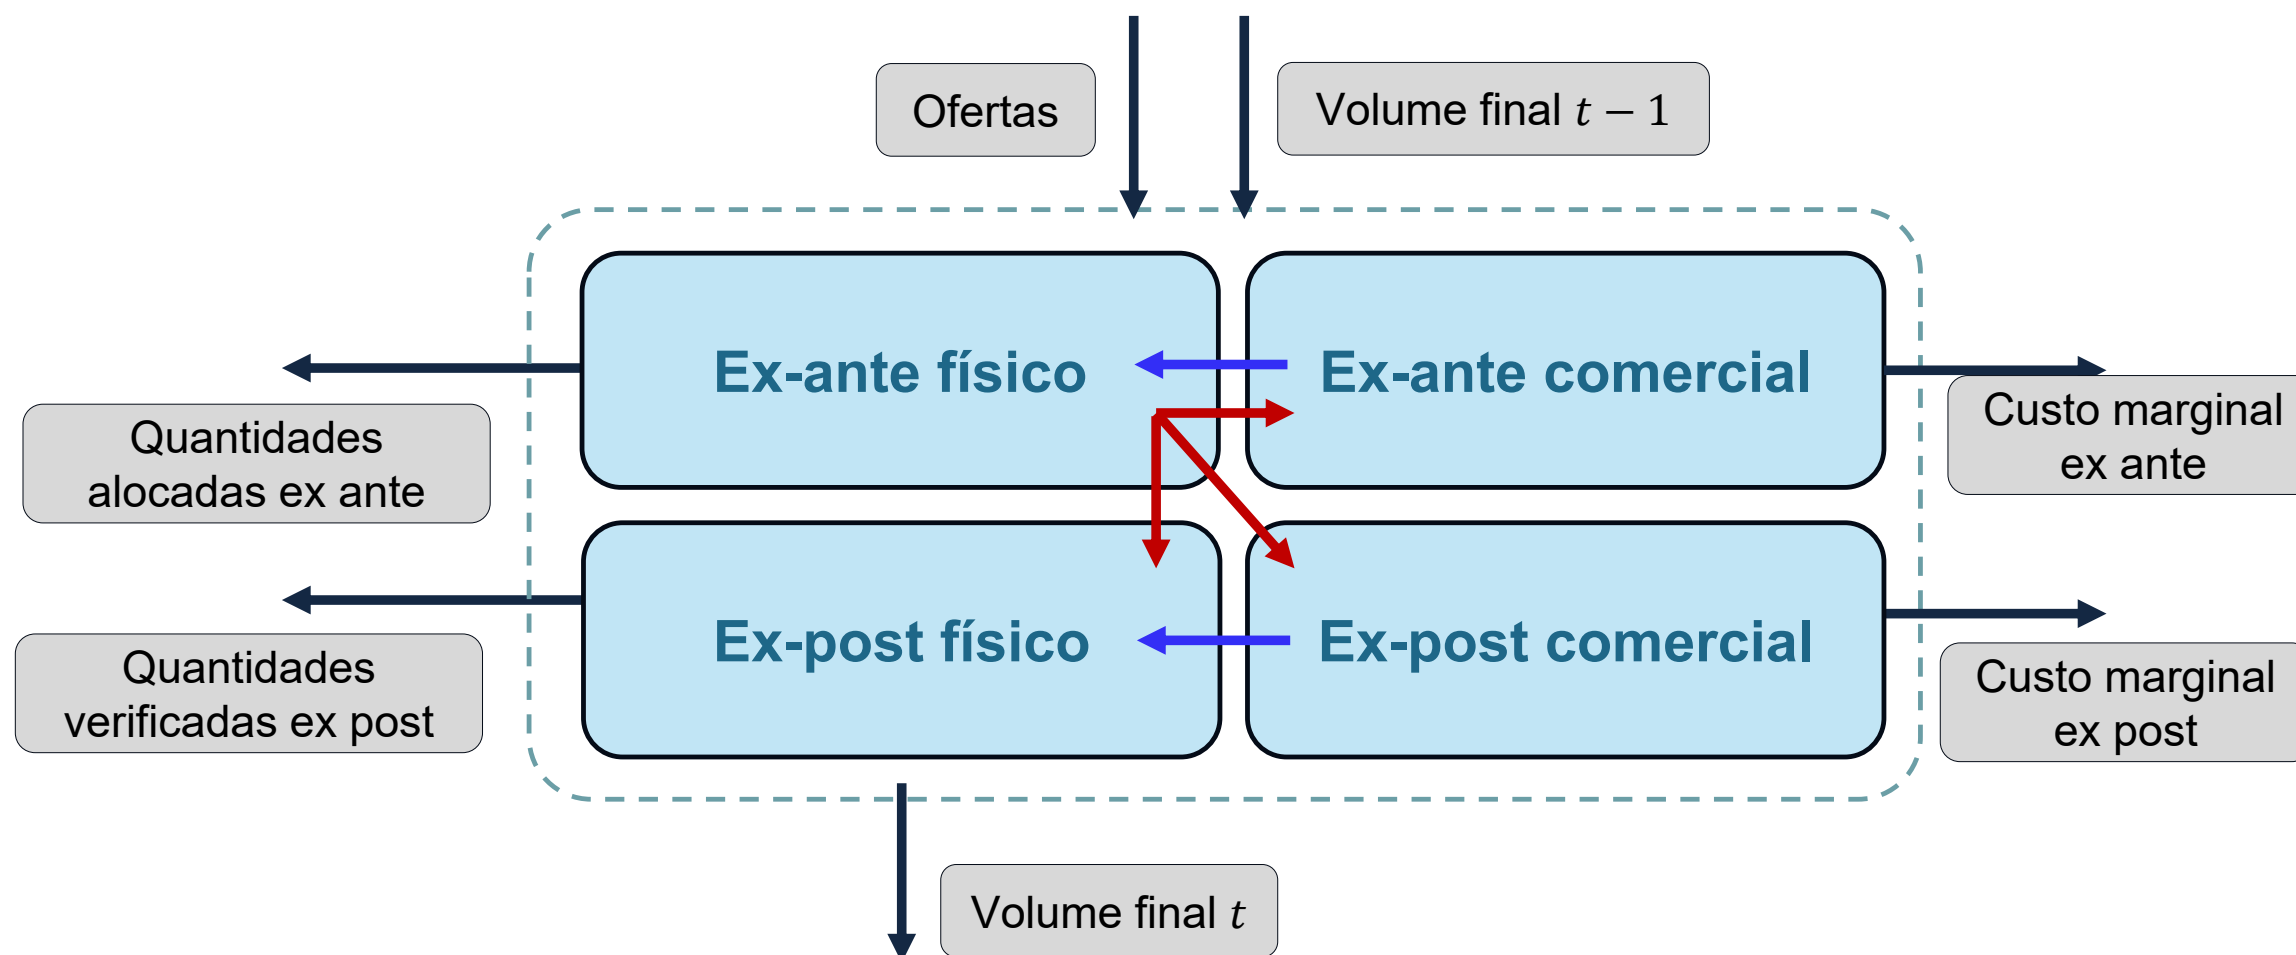 Ofertas
Volume final t − 1
Ex-ante físico
Ex-ante comercial
Quantidades
alocadas ex ante
Custo marginal
ex ante
Ex-post físico
Ex-post comercial
Quantidades
verificadas ex post
Custo marginal
ex post
Volume final t